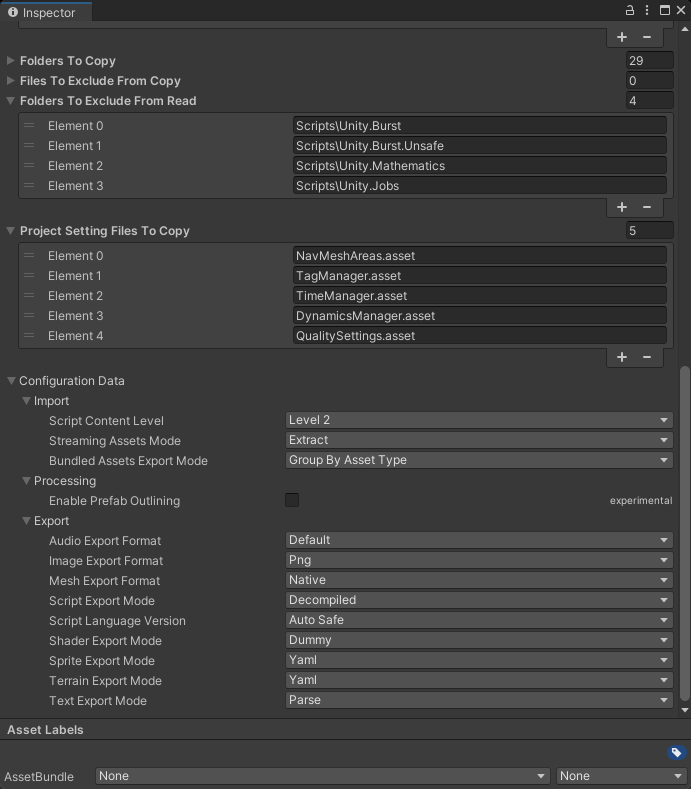 Inspector
Folders To Copy 29
Files To Exclude From Copy 0
Folders To Exclude From Read 4
Element 0 Scripts\Unity.Burst
Element 1 Scripts\Unity.Burst.Unsafe
Element 2 Scripts\Unity.Mathematics
Element 3 Scripts\Unity.Jobs
Project Setting Files To Copy 5
Element 0 NavMeshAreas.asset
Element 1 TagManager.asset
Element 2 TimeManager.asset
Element 3 DynamicsManager.asset
Element 4 QualitySettings.asset
Configuration Data
Import
Script Content Level Level 2
Streaming Assets Mode Extract
Bundled Assets Export Mode Group By Asset Type
Processing
Enable Prefab Outlining experimental
Export
Audio Export Format Default
Image Export Format Png
Mesh Export Format Native
Script Export Mode Decompiled
Script Language Version Auto Safe
Shader Export Mode Dummy
Sprite Export Mode Yaml
Terrain Export Mode Yaml
Text Export Mode Parse
Asset Labels
AssetBundle None None